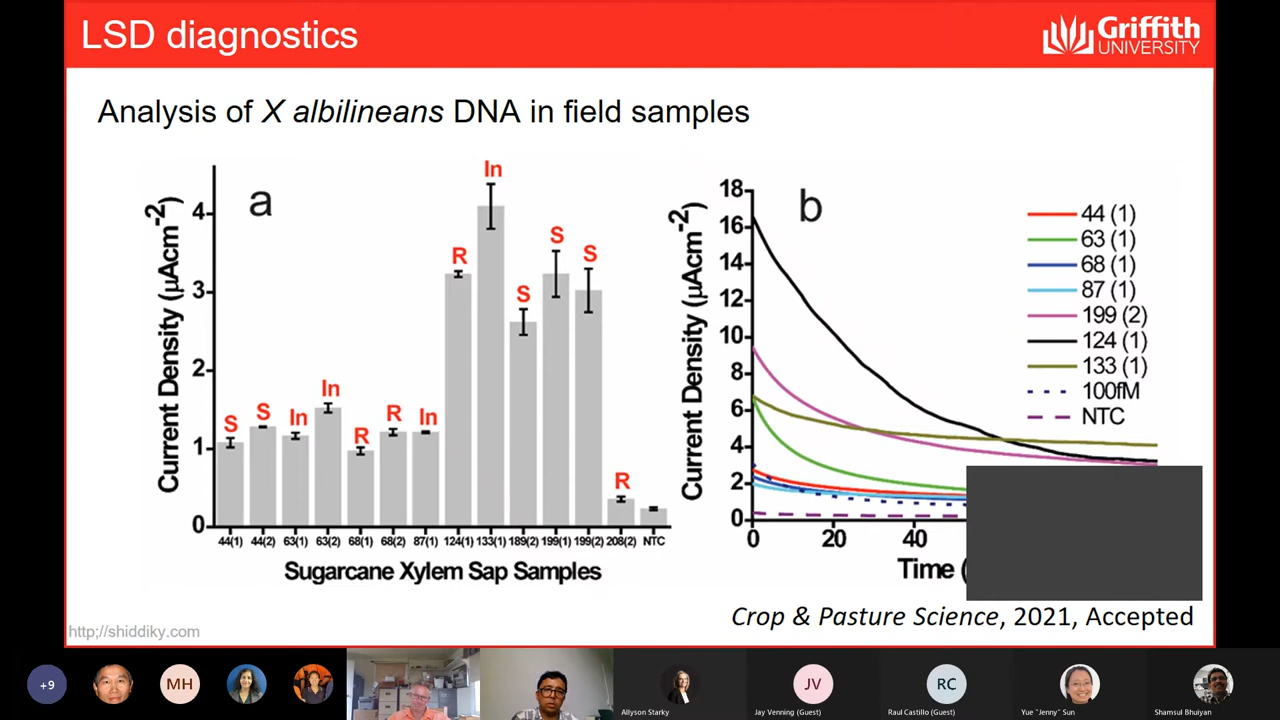 LSD diagnostics
Griffith
UNIVERSITY
Analysis of X albilineans DNA in field samples
a
Current Density (µAcm-2)
4
3
2
1
0
S
S
In
In
R
R
In
R
In
S
S
S
R
44(1)
44(2)
63(1)
63(2)
68(1)
68(2)
87(1)
124(1)
133(1)
189(2)
199(1)
199(2)
208(2)
NTC
Sugarcane Xylem Sap Samples
b
Current Density (µAcm-2)
18
16
14
12
10
8
6
4
2
0
0
20
40
Time (
44 (1)
63 (1)
68 (1)
87 (1)
199 (2)
124 (1)
133 (1)
100fM
NTC
Crop & Pasture Science, 2021, Accepted
http;//shiddiky.com
+9
MH
Allyson Starky
JV
Jay Venning (Guest)
RC
Raul Castillo (Guest)
Yue "Jenny" Sun
Shamsul Bhuiyan